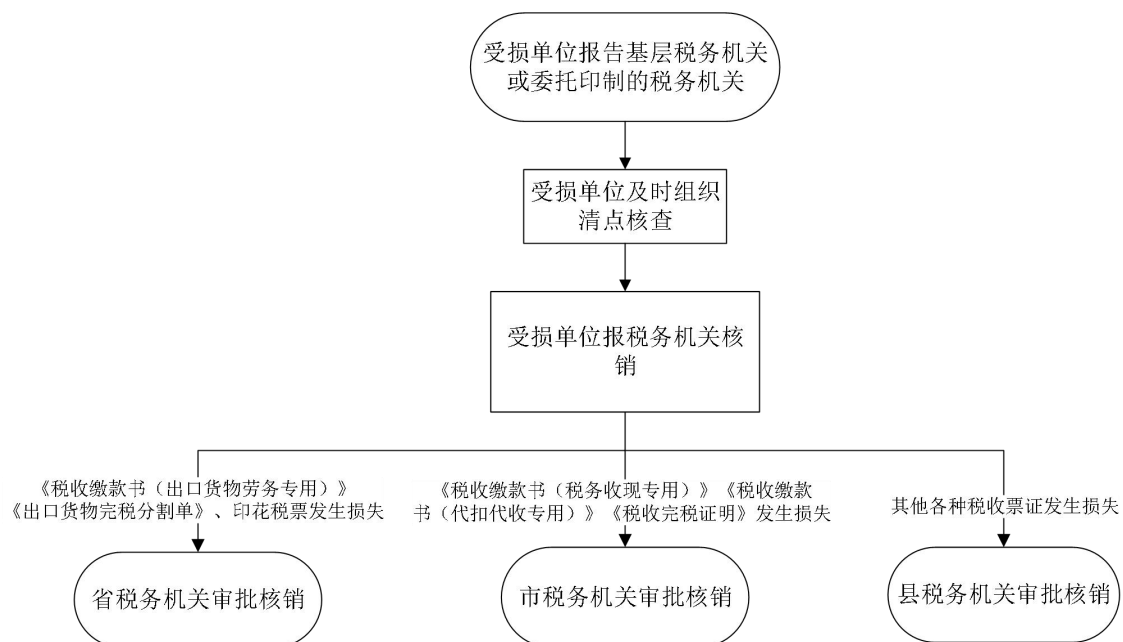 受损单位报告基层税务机关
或委托印制的税务机关
受损单位及时组织
清点核查
受损单位报税务机关核
销
《税收缴款书（出口货物劳务专用）》
《出口货物完税分割单》、印花税票发生损失
《税收缴款书（税务收现专用）》《税收缴款
书（代扣代收专用）》《税收完税证明》发生损失
其他各种税收票证发生损失
省税务机关审批核销
市税务机关审批核销
县税务机关审批核销